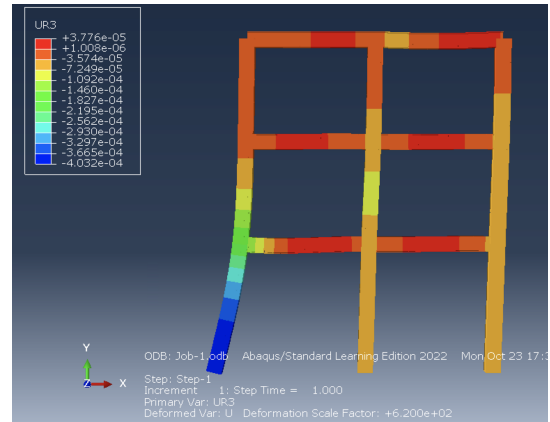 UR3
+3.776e-05
+1.008e-06
-3.574e-05
-7.249e-05
-1.092e-04
-1.460e-04
-1.827e-04
-2.195e-04
-2.562e-04
-2.930e-04
-3.297e-04
-3.665e-04
-4.032e-04
Y
Z X
ODB: Job-1.odb Abaqus/Standard Learning Edition 2022 Mon Oct 23 17:
Step: Step-1
Increment 1: Step Time = 1.000
Primary Var: UR3
Deformed Var: U Deformation Scale Factor: +6.200e+02